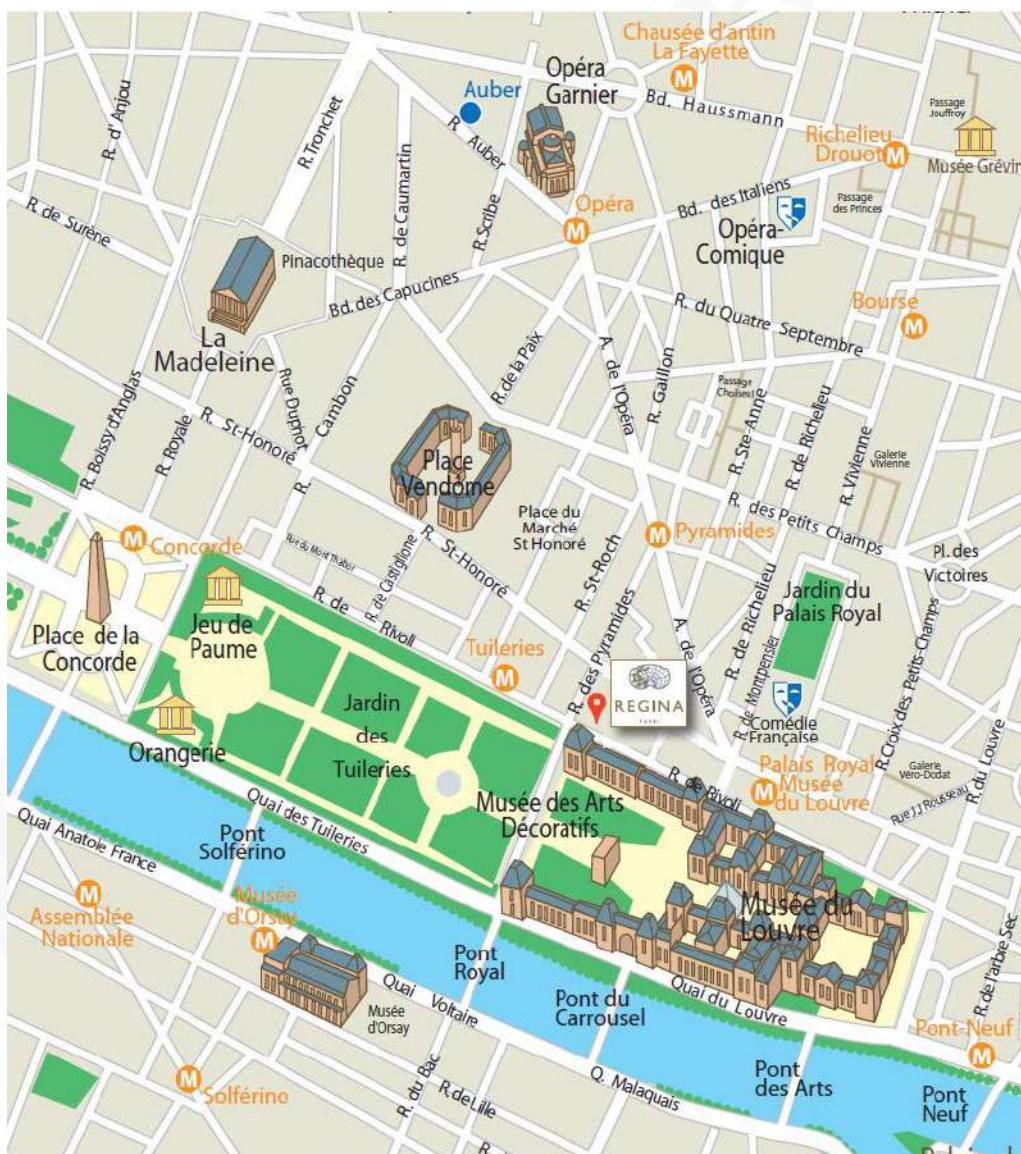 Chausée d'antin
La Fayette
M
Opéra
Garnier
Bd. Haussmann
Auber
R. Auber
R. d' Anjou
R. Tronchet
R. de Caumartin
R. Scribe
Passage
Jouffroy
Richelieu
Drouot
M
Musée Grévin
R. de Surène
Opéra
M
Bd. des Italiens
Passage
des Princes
Opéra-
Comique
Pinacothèque
Bd. des Capucines
La
Madeleine
R. du Quatre Septembre
Bourse
M
Rue Duphot
R. Cambon
R. de la Paix
A. de l'Opéra
R. Gaillon
Passage
Choiseul
R. Ste-Anne
R. de Richelieu
R. Vivienne
Galerie
Vivienne
R. Boissy d'Anglas
R. Royale
R. St-Honoré
Place
Vendome
Place du
Marché
St Honoré
M
Pyramides
R. des Petits Champs
Pl. des
Victoires
M
Concorde
Rue du Mont Thabor
R. de Castiglione
R. St-Honoré
R. St-Roch
R. de Richelieu
Jardin du
Palais Royal
Place de la
Concorde
Jeu de
Paume
R. de Rivoli
Tuileries
M
R. des Pyramides
REGINA
A. de l'Opéra
R. de Montpensier
Comédie
Française
R. Croix des Petits Champs
R. du Louvre
Orangerie
Jardin
des
Tuileries
Musée des Arts
Décoratifs
R. de Rivoli
Palais Royal
Musée
du Louvre
M
Galerie
Véro-Dodat
Rue J J Rousseau
Quai Anatole France
Pont
Solférino
Quai des Tuileries
M
Assemblée
Nationale
Musée
d'Orsay
M
Musée du
Louvre
Pont
Royal
Quai du Louvre
R. de l'arbre Sec
Musée
d'Orsay
Quai Voltaire
Pont du
Carrousel
Pont-Neuf
M
M
Solférino
R. du Bac
R. de Lille
Q. Malaquais
Pont
des Arts
Pont
Neuf